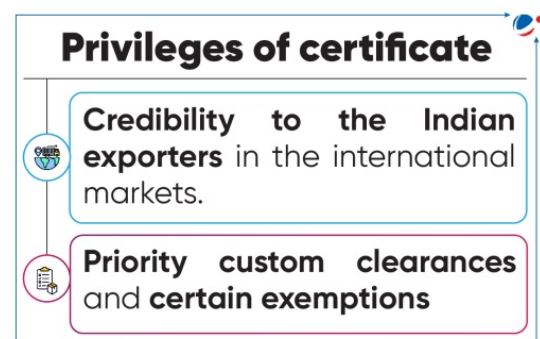 Privileges of certificate
Credibility to the Indian
exporters in the international
markets.
Priority custom clearances
and certain exemptions